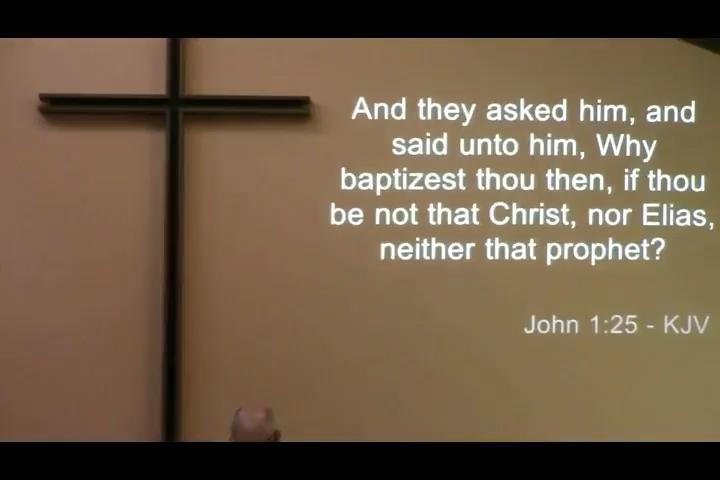 And they asked him, and
said unto him, Why
baptizest thou then, if thou
be not that Christ, nor Elias,
neither that prophet?
John 1:25 - KJV